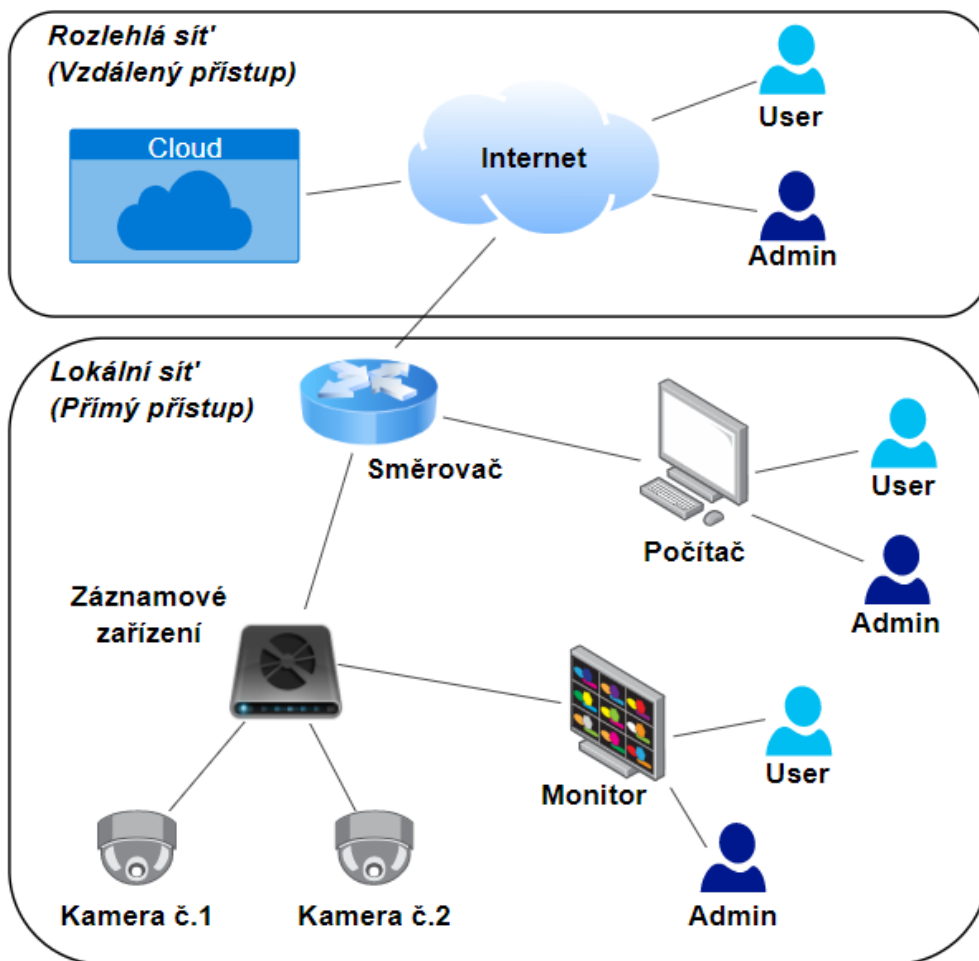 Rozlehlá síť'
(Vzdálený přístup)
Cloud
Internet
User
Admin
Lokální síť'
(Přímý přístup)
Směrovač
Počítač
User
Admin
Záznamové
zařízení
Monitor
User
Admin
Kamera č.1
Kamera č.2